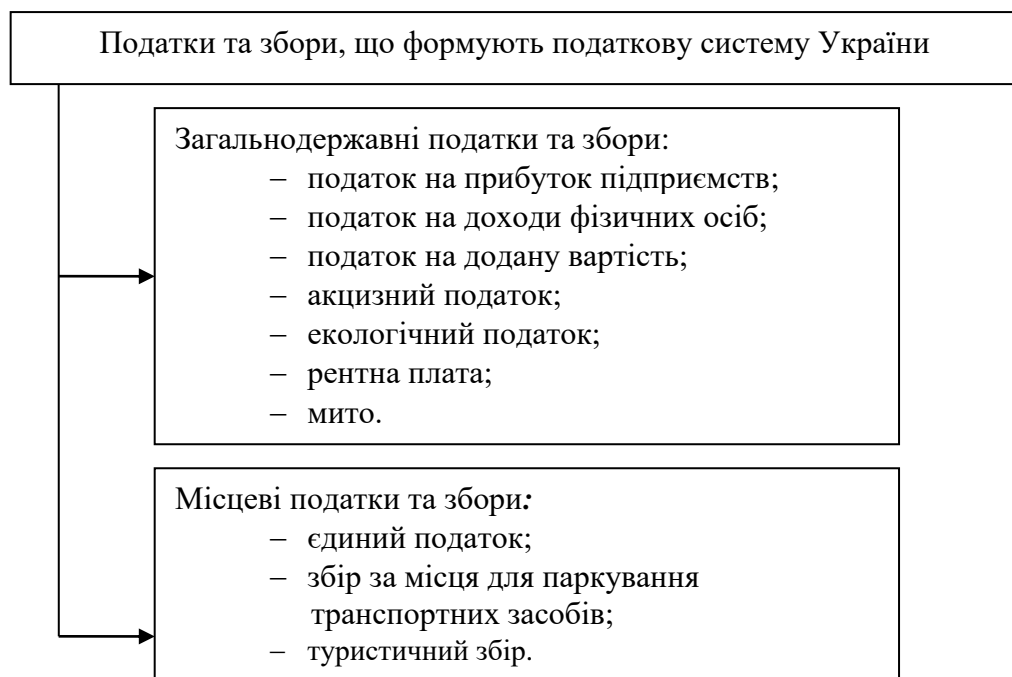 Податки та збори, що формують податкову систему України
Загальнодержавні податки та збори:
– податок на прибуток підприємств;
– податок на доходи фізичних осіб;
– податок на додану вартість;
– акцизний податок;
– екологічний податок;
– рентна плата;
– мито.
Місцеві податки та збори:
– єдиний податок;
– збір за місця для паркування
транспортних засобів;
– туристичний збір.